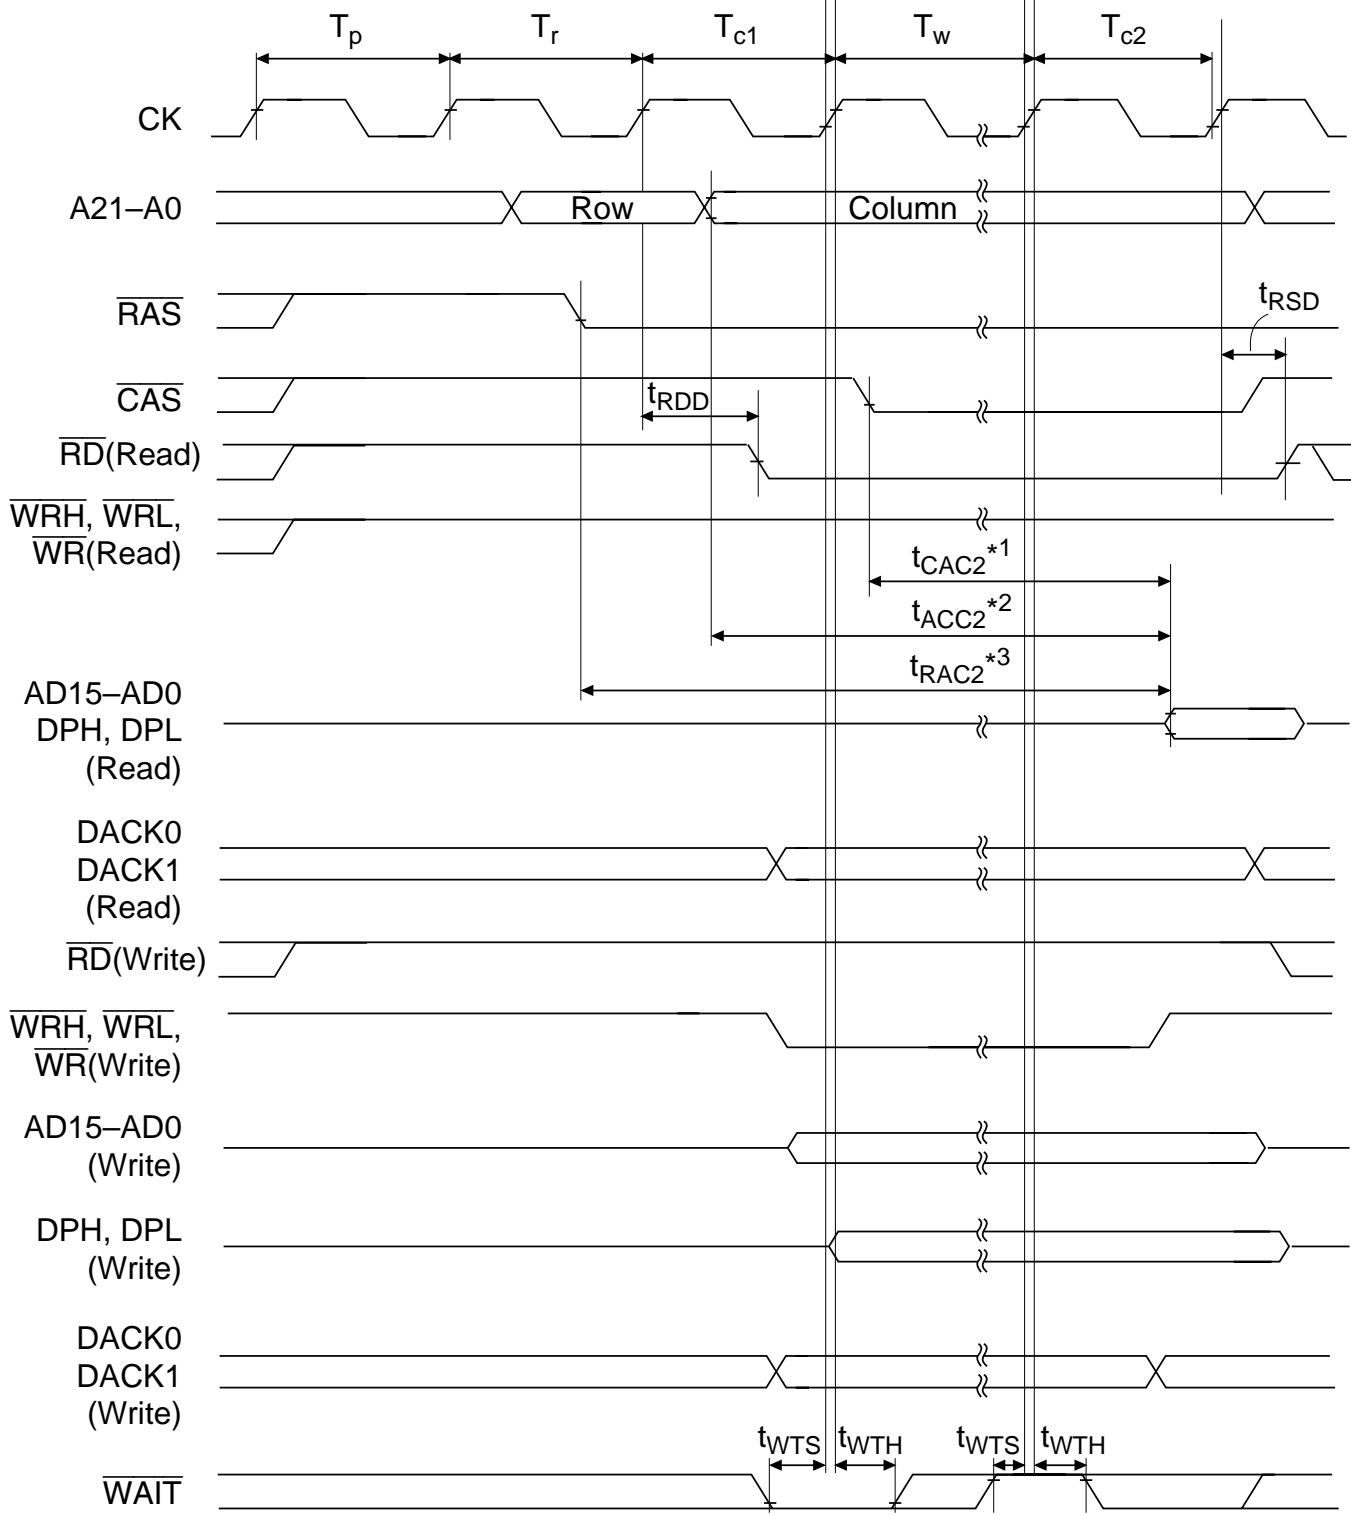 Tp Tr Tc1 Tw Tc2
CK
A21–A0 Row Column
RAS
tRSD
CAS
tRDD
RD(Read)
WRH, WRL,
WR(Read)
tCAC2*1
tACC2*2
tRAC2*3
AD15–AD0
DPH, DPL
(Read)
DACK0
DACK1
(Read)
RD(Write)
WRH, WRL,
WR(Write)
AD15–AD0
(Write)
DPH, DPL
(Write)
DACK0
DACK1
(Write)
tWTS tWTH tWTS tWTH
WAIT